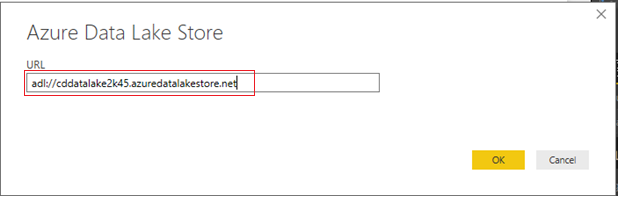 Azure Data Lake Store
URL
adl://cddatalake2k45.azuredatalakestore.net
OK
Cancel